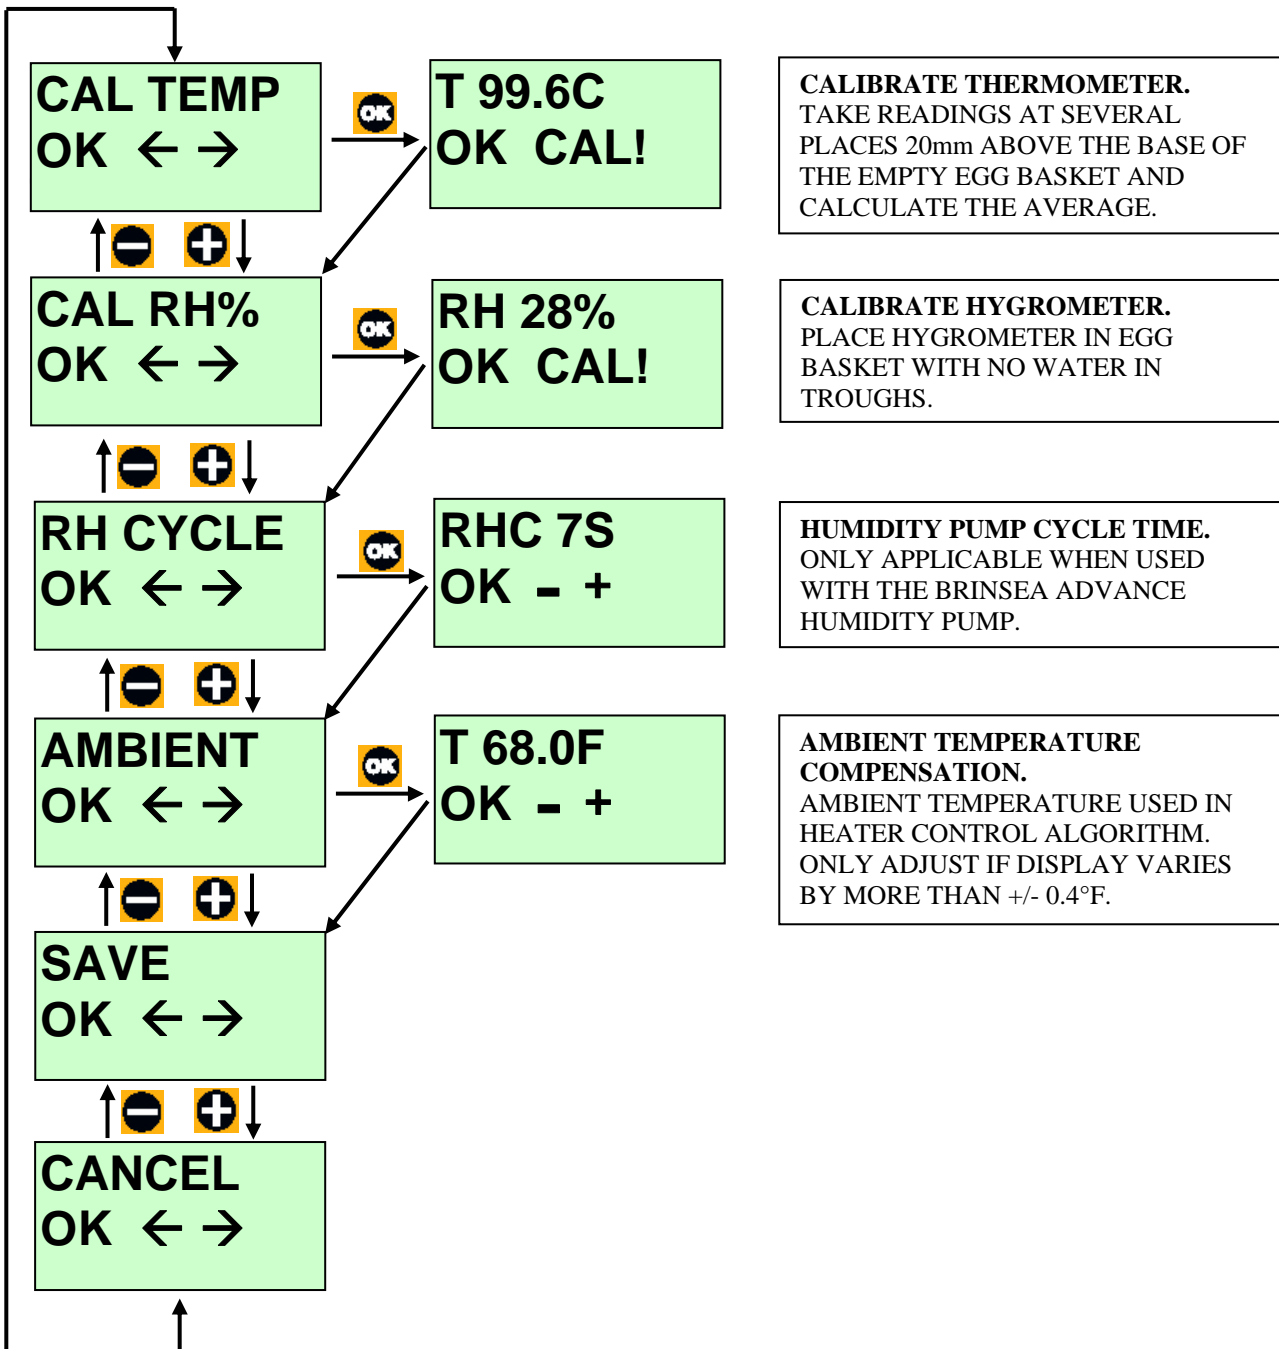 CAL TEMP
OK ← →
OK
T 99.6C
OK CAL!
CALIBRATE THERMOMETER.
TAKE READINGS AT SEVERAL
PLACES 20mm ABOVE THE BASE OF
THE EMPTY EGG BASKET AND
CALCULATE THE AVERAGE.
CAL RH%
OK ← →
OK
RH 28%
OK CAL!
CALIBRATE HYGROMETER.
PLACE HYGROMETER IN EGG
BASKET WITH NO WATER IN
TROUGHS.
RH CYCLE
OK ← →
OK
RHC 7S
OK - +
HUMIDITY PUMP CYCLE TIME.
ONLY APPLICABLE WHEN USED
WITH THE BRINSEA ADVANCE
HUMIDITY PUMP.
AMBIENT
OK ← →
OK
T 68.0F
OK - +
AMBIENT TEMPERATURE
COMPENSATION.
AMBIENT TEMPERATURE USED IN
HEATER CONTROL ALGORITHM.
ONLY ADJUST IF DISPLAY VARIES
BY MORE THAN +/- 0.4°F.
SAVE
OK ← →
CANCEL
OK ← →